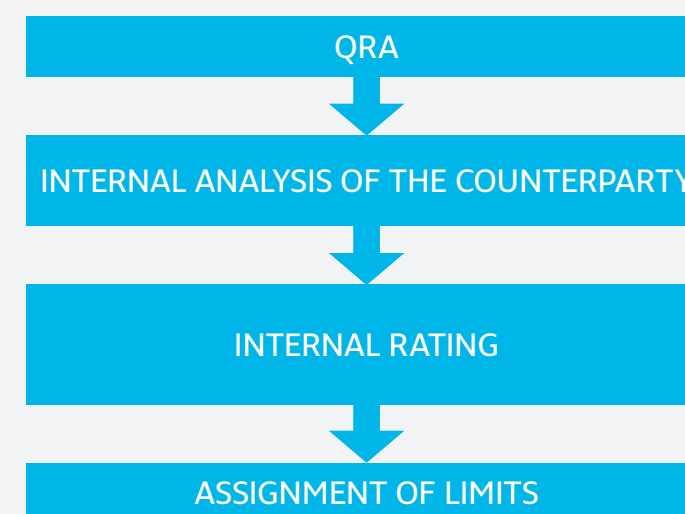 QRA
INTERNAL ANALYSIS OF THE COUNTERPARTY
INTERNAL RATING
ASSIGNMENT OF LIMITS